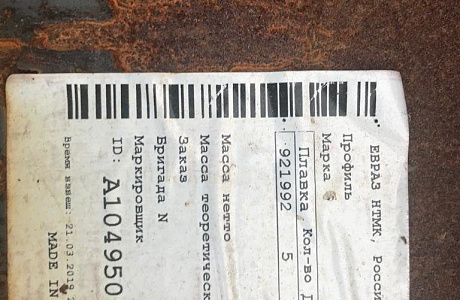 ЕВРАЗ НТМК, Россий
Профиль
Марка
Плавка Кол-во Д
921992 5
Масса нетто
Масса теоретическ
Заказ
Бригада N
Маркировщик
ID: A104950
Время взвеш: 21.03.2019
MADE IN